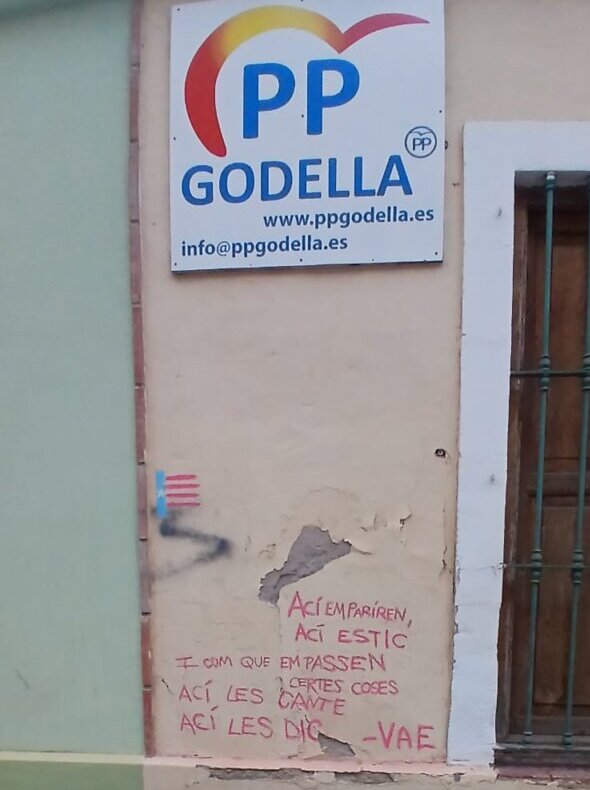 PP
PP
GODELLA
www.ppgodella.es
info@ppgodella.es
ACÍ EM PARIREN,
ACÍ ESTIC
I COM QUE EM PASSEN
CERTES COSES
ACÍ LES CANTE
ACÍ LES DIC -VAE